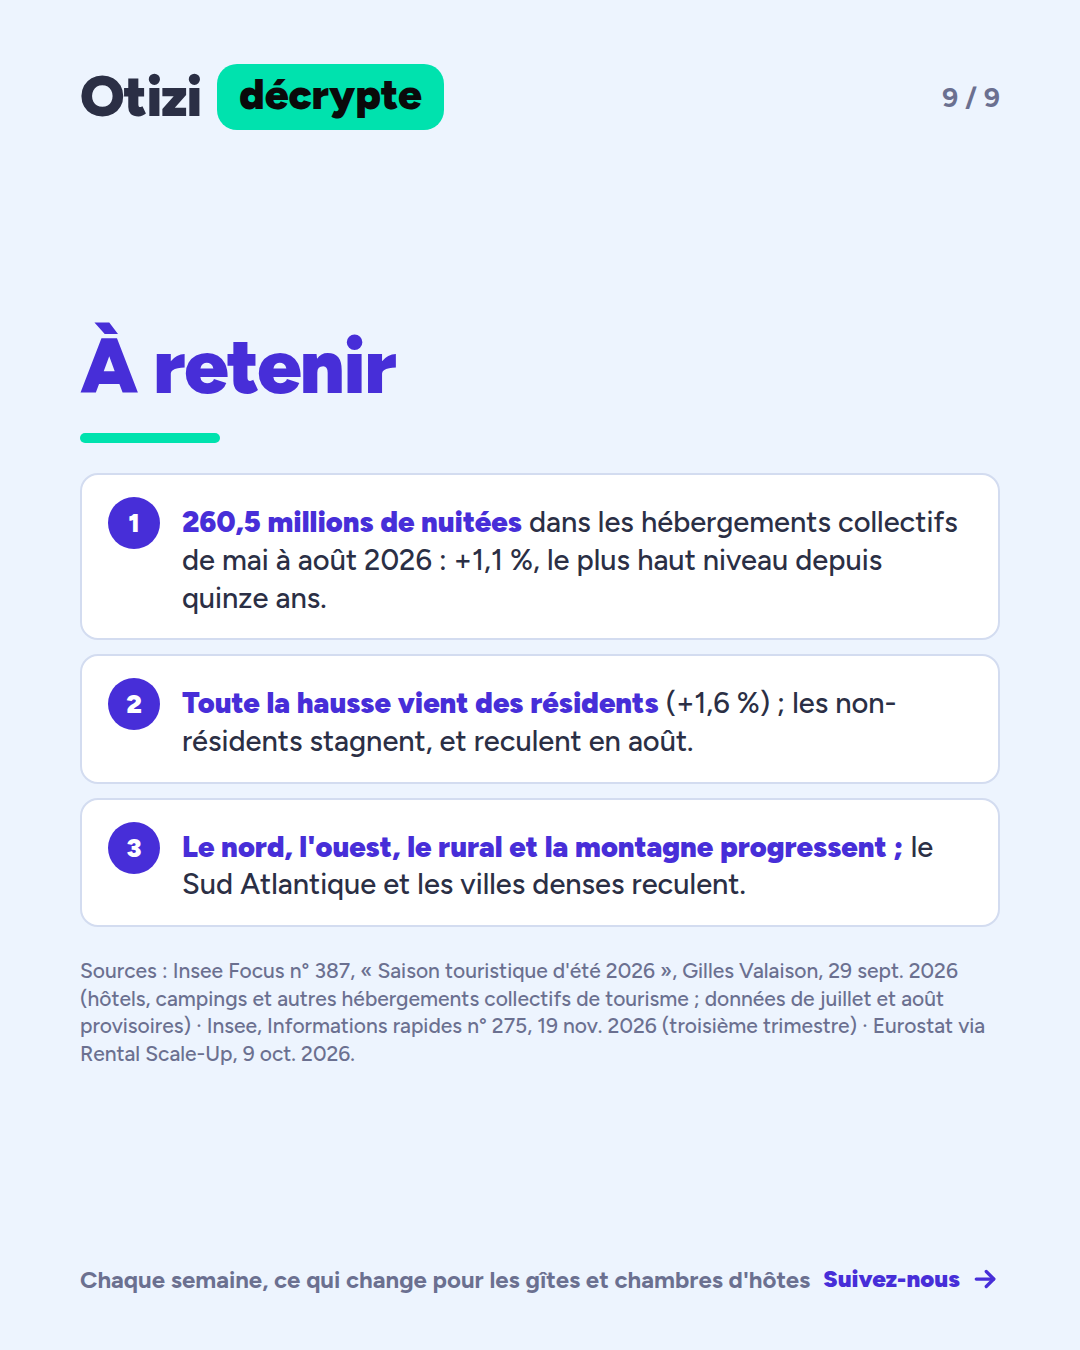 Otizi décrypte
9 / 9
À retenir
1
260,5 millions de nuitées dans les hébergements collectifs
de mai à août 2026 : +1,1 %, le plus haut niveau depuis
quinze ans.
2
Toute la hausse vient des résidents (+1,6 %) ; les non-
résidents stagnent, et reculent en août.
3
Le nord, l'ouest, le rural et la montagne progressent ; le
Sud Atlantique et les villes denses reculent.
Sources : Insee Focus n° 387, « Saison touristique d'été 2026 », Gilles Valaison, 29 sept. 2026
(hôtels, campings et autres hébergements collectifs de tourisme ; données de juillet et août
provisoires) · Insee, Informations rapides n° 275, 19 nov. 2026 (troisième trimestre) · Eurostat via
Rental Scale-Up, 9 oct. 2026.
Chaque semaine, ce qui change pour les gîtes et chambres d'hôtes Suivez-nous →